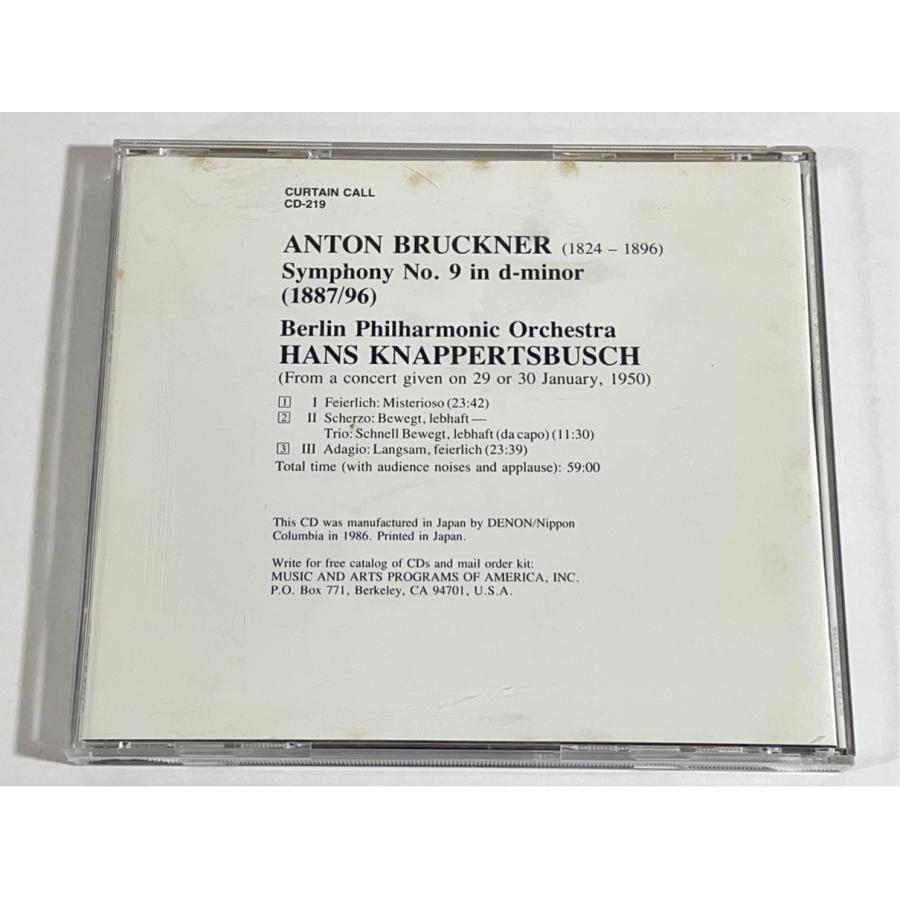 CURTAIN CALL
CD-219
ANTON BRUCKNER (1824 – 1896)
Symphony No. 9 in d-minor
(1887/96)
Berlin Philharmonic Orchestra
HANS KNAPPERTSBUSCH
(From a concert given on 29 or 30 January, 1950)
1 I Feierlich: Misterioso (23:42)
2 II Scherzo: Bewegt, lebhaft —
Trio: Schnell Bewegt, lebhaft (da capo) (11:30)
3 III Adagio: Langsam, feierlich (23:39)
Total time (with audience noises and applause): 59:00
This CD was manufactured in Japan by DENON/Nippon
Columbia in 1986. Printed in Japan.
Write for free catalog of CDs and mail order kit:
MUSIC AND ARTS PROGRAMS OF AMERICA, INC.
P.O. Box 771, Berkeley, CA 94701, U.S.A.